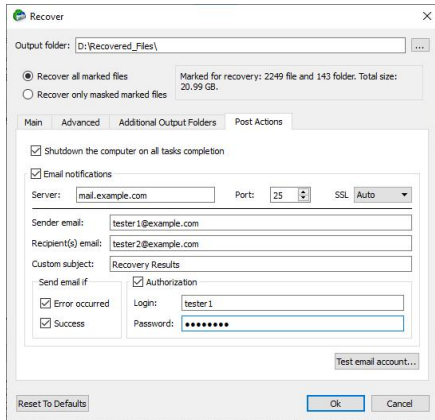 Recover
Output folder: D:\Recovered_Files\ ...
Recover all marked files
Recover only masked marked files
Marked for recovery: 2249 file and 143 folder. Total size:
20.99 GB.
Main Advanced Additional Output Folders Post Actions
Shutdown the computer on all tasks completion
Email notifications
Server: mail.example.com Port: 25 SSL Auto
Sender email: tester1@example.com
Recipient(s) email: tester2@example.com
Custom subject: Recovery Results
Send email if
Error occurred
Success
Authorization
Login: tester1
Password: ●●●●●●●●
Test email account...
Reset To Defaults Ok Cancel